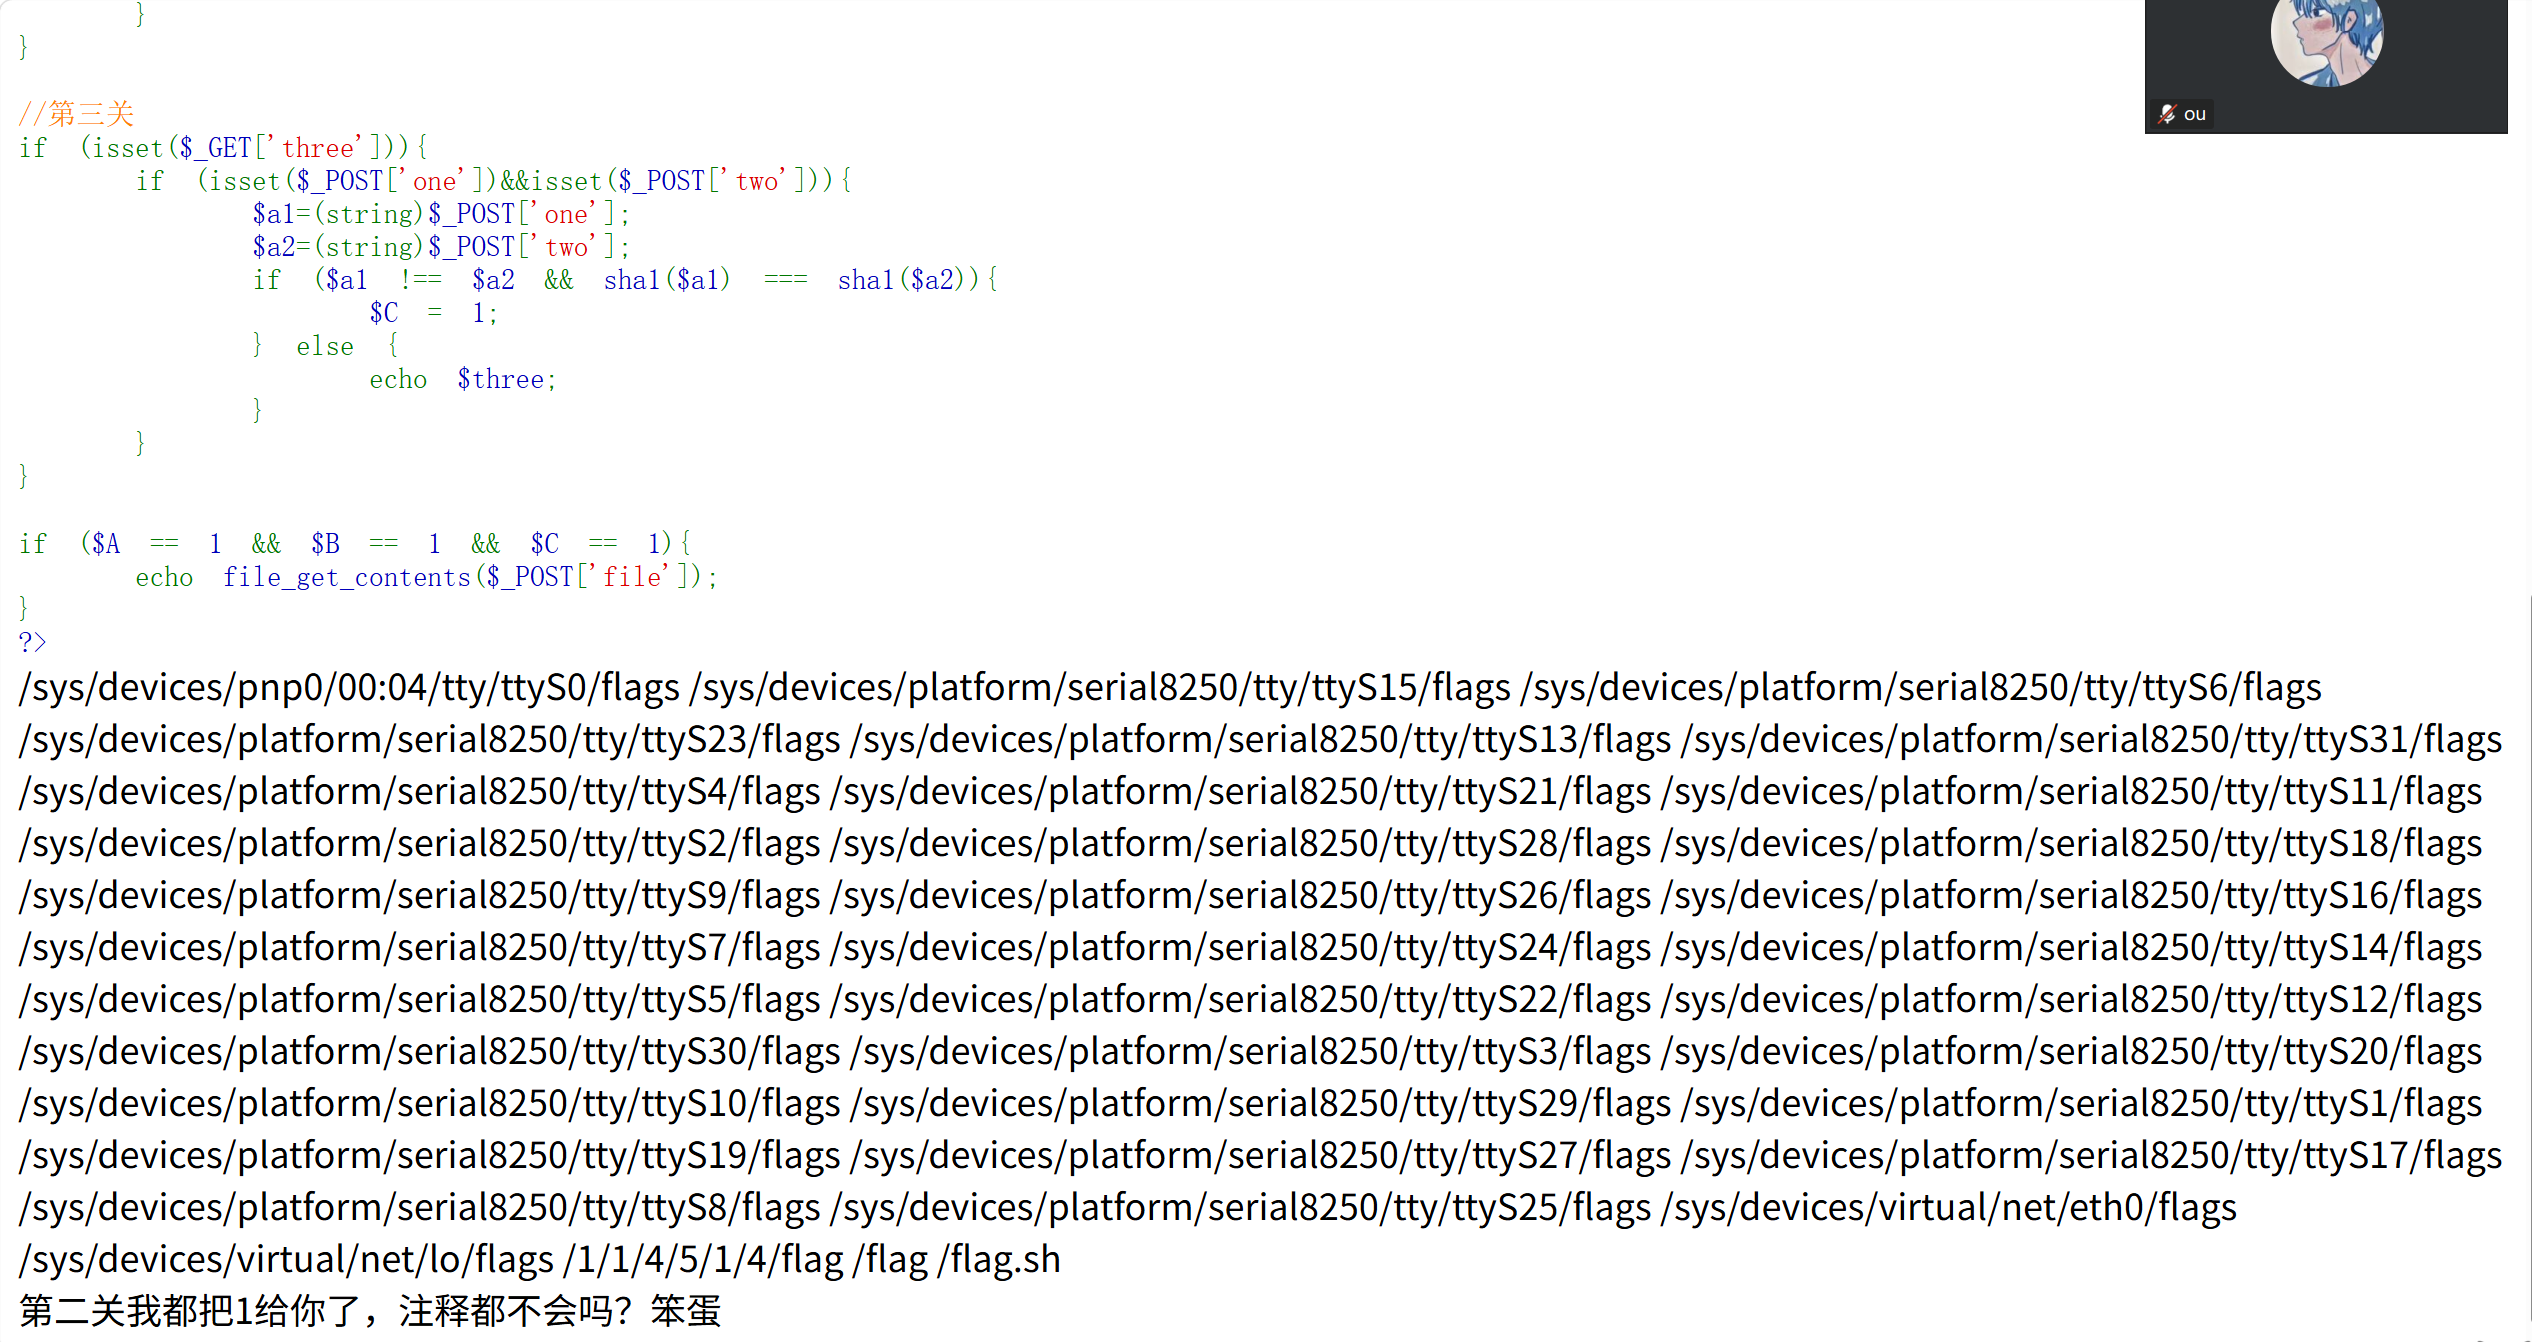 }
}
//第三关
if (isset($_GET['three'])){
if (isset($_POST['one'])&&isset($_POST['two'])){
$a1=(string)$_POST['one'];
$a2=(string)$_POST['two'];
if ($a1 !== $a2 && sha1($a1) === sha1($a2)){
$C = 1;
} else {
echo $three;
}
}
}
if ($A == 1 && $B == 1 && $C == 1){
echo file_get_contents($_POST['file']);
}
?>
/sys/devices/pnp0/00:04/tty/ttyS0/flags /sys/devices/platform/serial8250/tty/ttyS15/flags /sys/devices/platform/serial8250/tty/ttyS6/flags
/sys/devices/platform/serial8250/tty/ttyS23/flags /sys/devices/platform/serial8250/tty/ttyS13/flags /sys/devices/platform/serial8250/tty/ttyS31/flags
/sys/devices/platform/serial8250/tty/ttyS4/flags /sys/devices/platform/serial8250/tty/ttyS21/flags /sys/devices/platform/serial8250/tty/ttyS11/flags
/sys/devices/platform/serial8250/tty/ttyS2/flags /sys/devices/platform/serial8250/tty/ttyS28/flags /sys/devices/platform/serial8250/tty/ttyS18/flags
/sys/devices/platform/serial8250/tty/ttyS9/flags /sys/devices/platform/serial8250/tty/ttyS26/flags /sys/devices/platform/serial8250/tty/ttyS16/flags
/sys/devices/platform/serial8250/tty/ttyS7/flags /sys/devices/platform/serial8250/tty/ttyS24/flags /sys/devices/platform/serial8250/tty/ttyS14/flags
/sys/devices/platform/serial8250/tty/ttyS5/flags /sys/devices/platform/serial8250/tty/ttyS22/flags /sys/devices/platform/serial8250/tty/ttyS12/flags
/sys/devices/platform/serial8250/tty/ttyS30/flags /sys/devices/platform/serial8250/tty/ttyS3/flags /sys/devices/platform/serial8250/tty/ttyS20/flags
/sys/devices/platform/serial8250/tty/ttyS10/flags /sys/devices/platform/serial8250/tty/ttyS29/flags /sys/devices/platform/serial8250/tty/ttyS1/flags
/sys/devices/platform/serial8250/tty/ttyS19/flags /sys/devices/platform/serial8250/tty/ttyS27/flags /sys/devices/platform/serial8250/tty/ttyS17/flags
/sys/devices/platform/serial8250/tty/ttyS8/flags /sys/devices/platform/serial8250/tty/ttyS25/flags /sys/devices/virtual/net/eth0/flags
/sys/devices/virtual/net/lo/flags /1/1/4/5/1/4/flag /flag /flag.sh
第二关我都把1给你了，注释都不会吗？笨蛋
ou